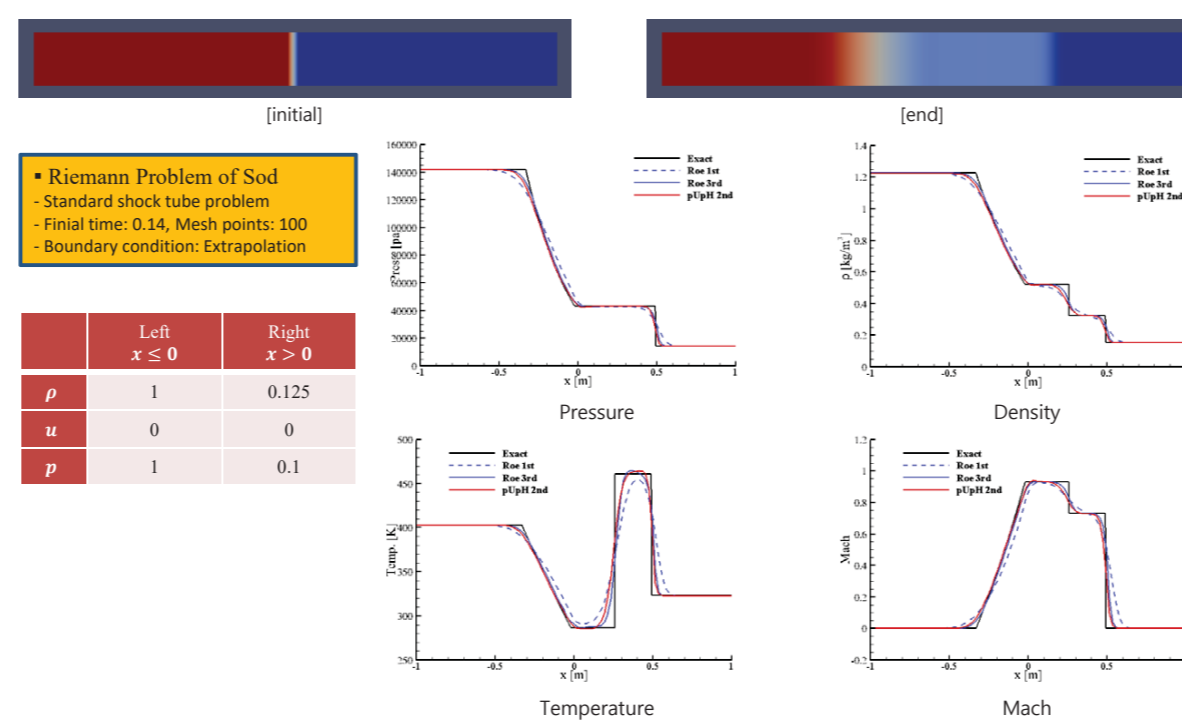 [initial]
[end]
▪ Riemann Problem of Sod
- Standard shock tube problem
- Finial time: 0.14, Mesh points: 100
- Boundary condition: Extrapolation
Left Right
x ≤ 0 x > 0
ρ 1 0.125
u 0 0
p 1 0.1
160000
140000
120000
100000
80000
60000
40000
20000
0
-1 -0.5 0 0.5 1
x [m]
Exact
Roe 1st
Roe 3rd
pUpH 2nd
Pressure
ρ [kg/m³]
1.4
1.2
1
0.8
0.6
0.4
0.2
0
-1 -0.5 0 0.5
x [m]
Exact
Roe 1st
Roe 3rd
pUpH 2nd
Density
Temp. [K]
500
450
400
350
300
250
-1 -0.5 0 0.5 1
x [m]
Exact
Roe 1st
Roe 3rd
pUpH 2nd
Temperature
Mach
1.2
1
0.8
0.6
0.4
0.2
0
-0.2
-1 -0.5 0 0.5
x [m]
Exact
Roe 1st
Roe 3rd
pUpH 2nd
Mach